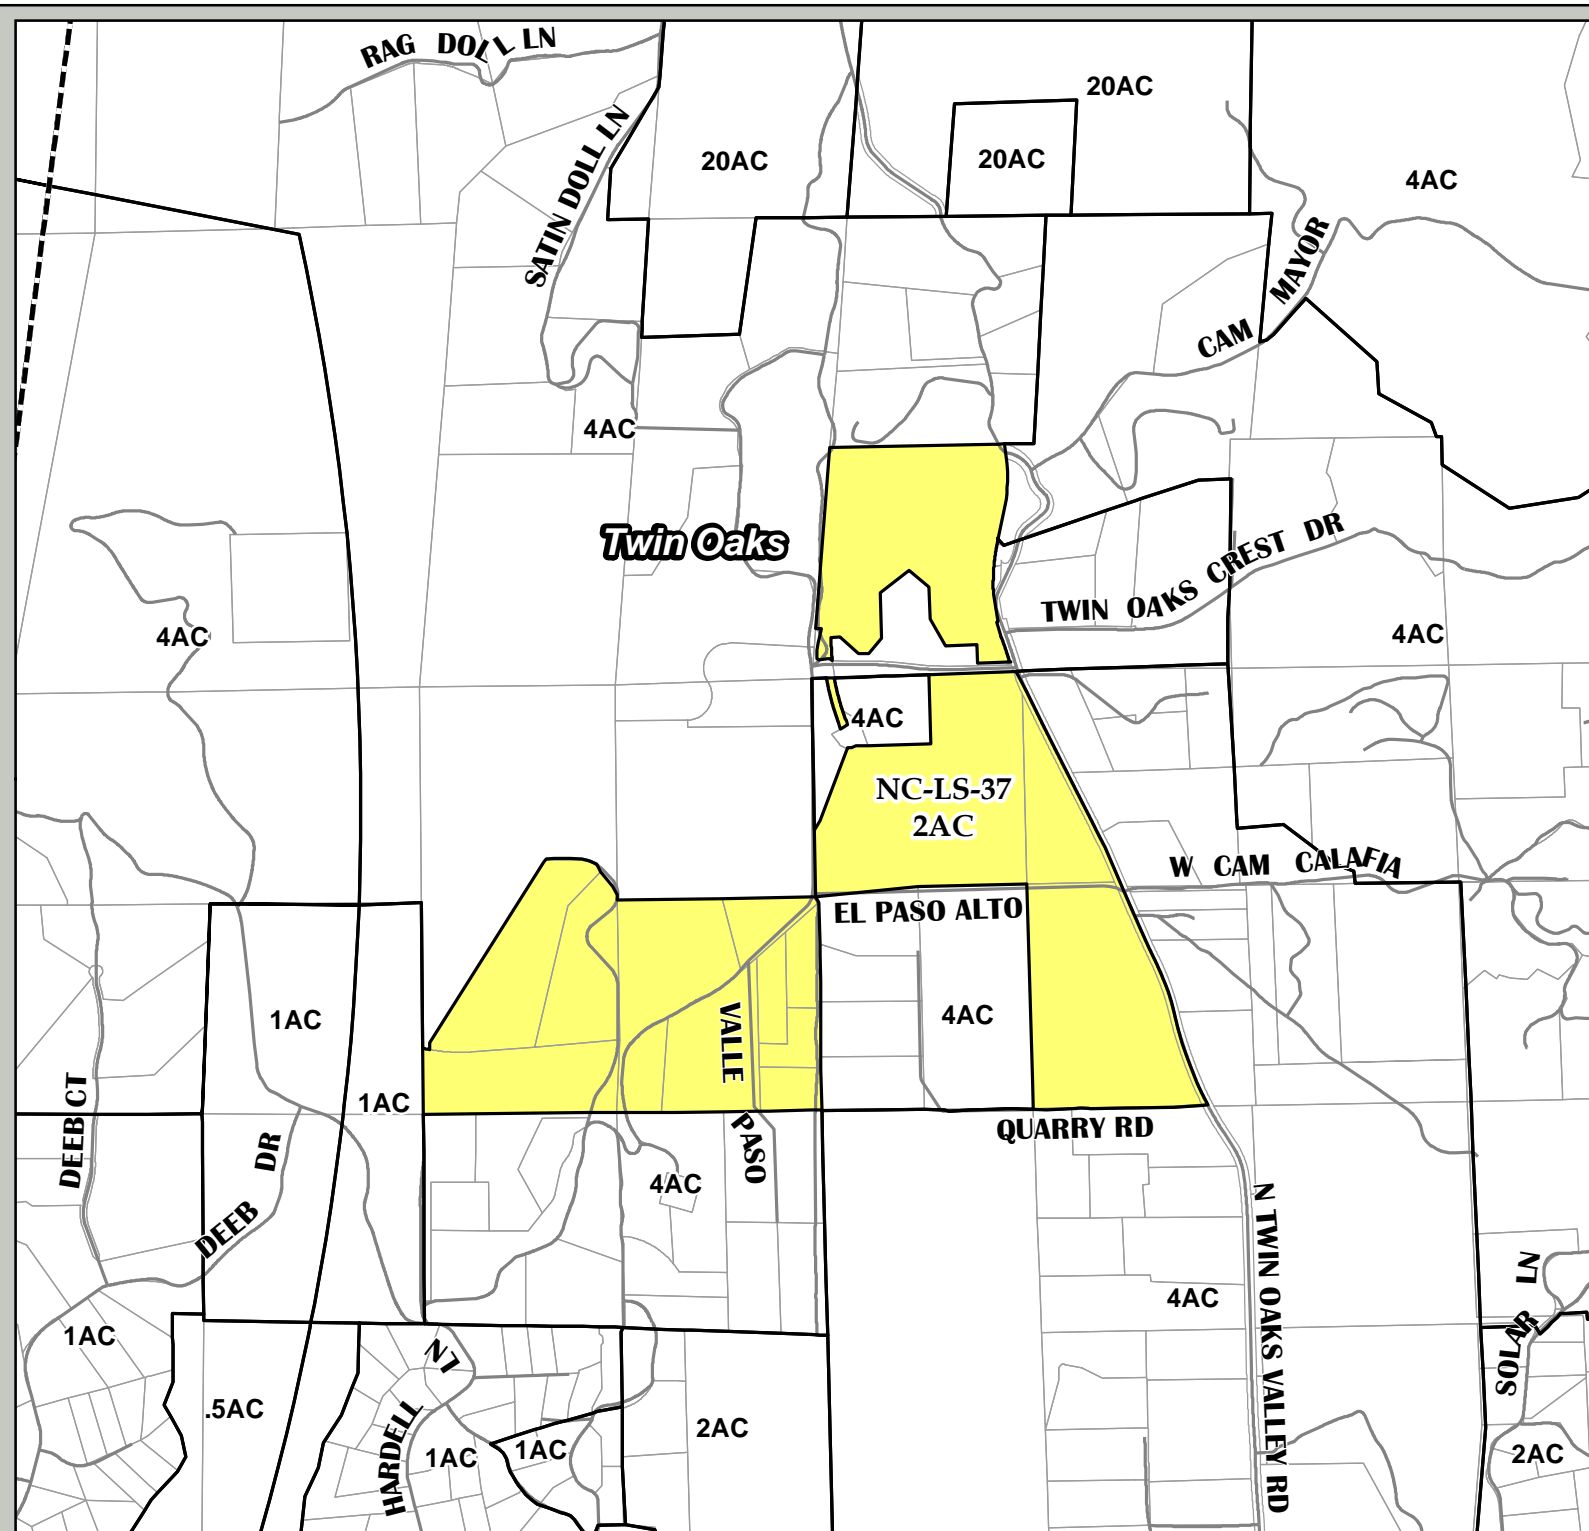 RAG DOLL LN
20AC
SATIN DOLL LN
20AC
20AC
4AC
MAYOR
CAM
4AC
Twin Oaks
TWIN OAKS CREST DR
4AC
4AC
4AC
NC-LS-37
2AC
W CAM CALAFIA
EL PASO ALTO
1AC
VALLE
4AC
DEEB CT
1AC
DEEB DR
PASO
QUARRY RD
4AC
N TWIN OAKS VALLEY RD
4AC
SOLAR LN
1AC
LN
.5AC
HARDELL
1AC
1AC
2AC
2AC